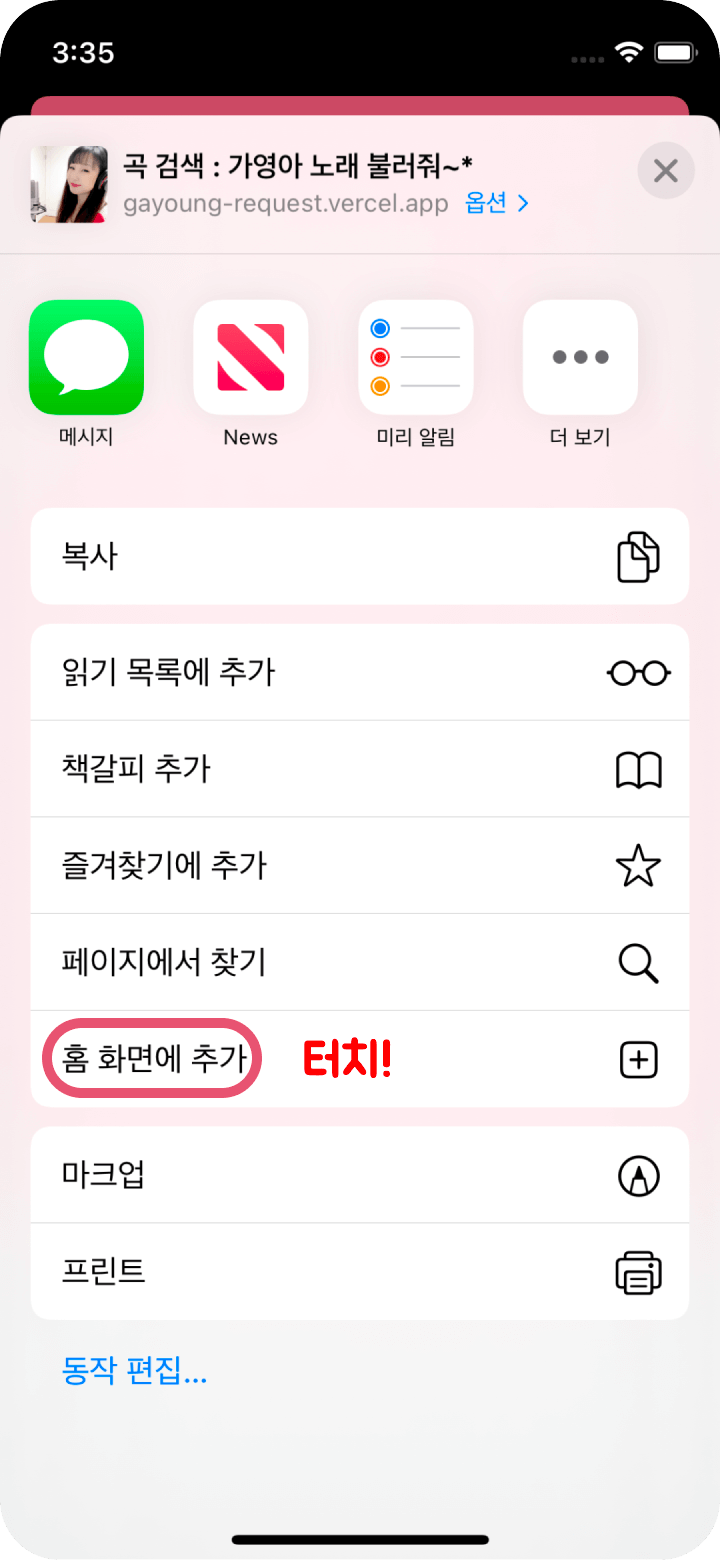 3:35
곡 검색 : 가영아 노래 불러줘~*
gayoung-request.vercel.app 옵션
메시지 News 미리 알림 더 보기
복사
읽기 목록에 추가
책갈피 추가
즐겨찾기에 추가
페이지에서 찾기
홈 화면에 추가 터치!
마크업
프린트
동작 편집...